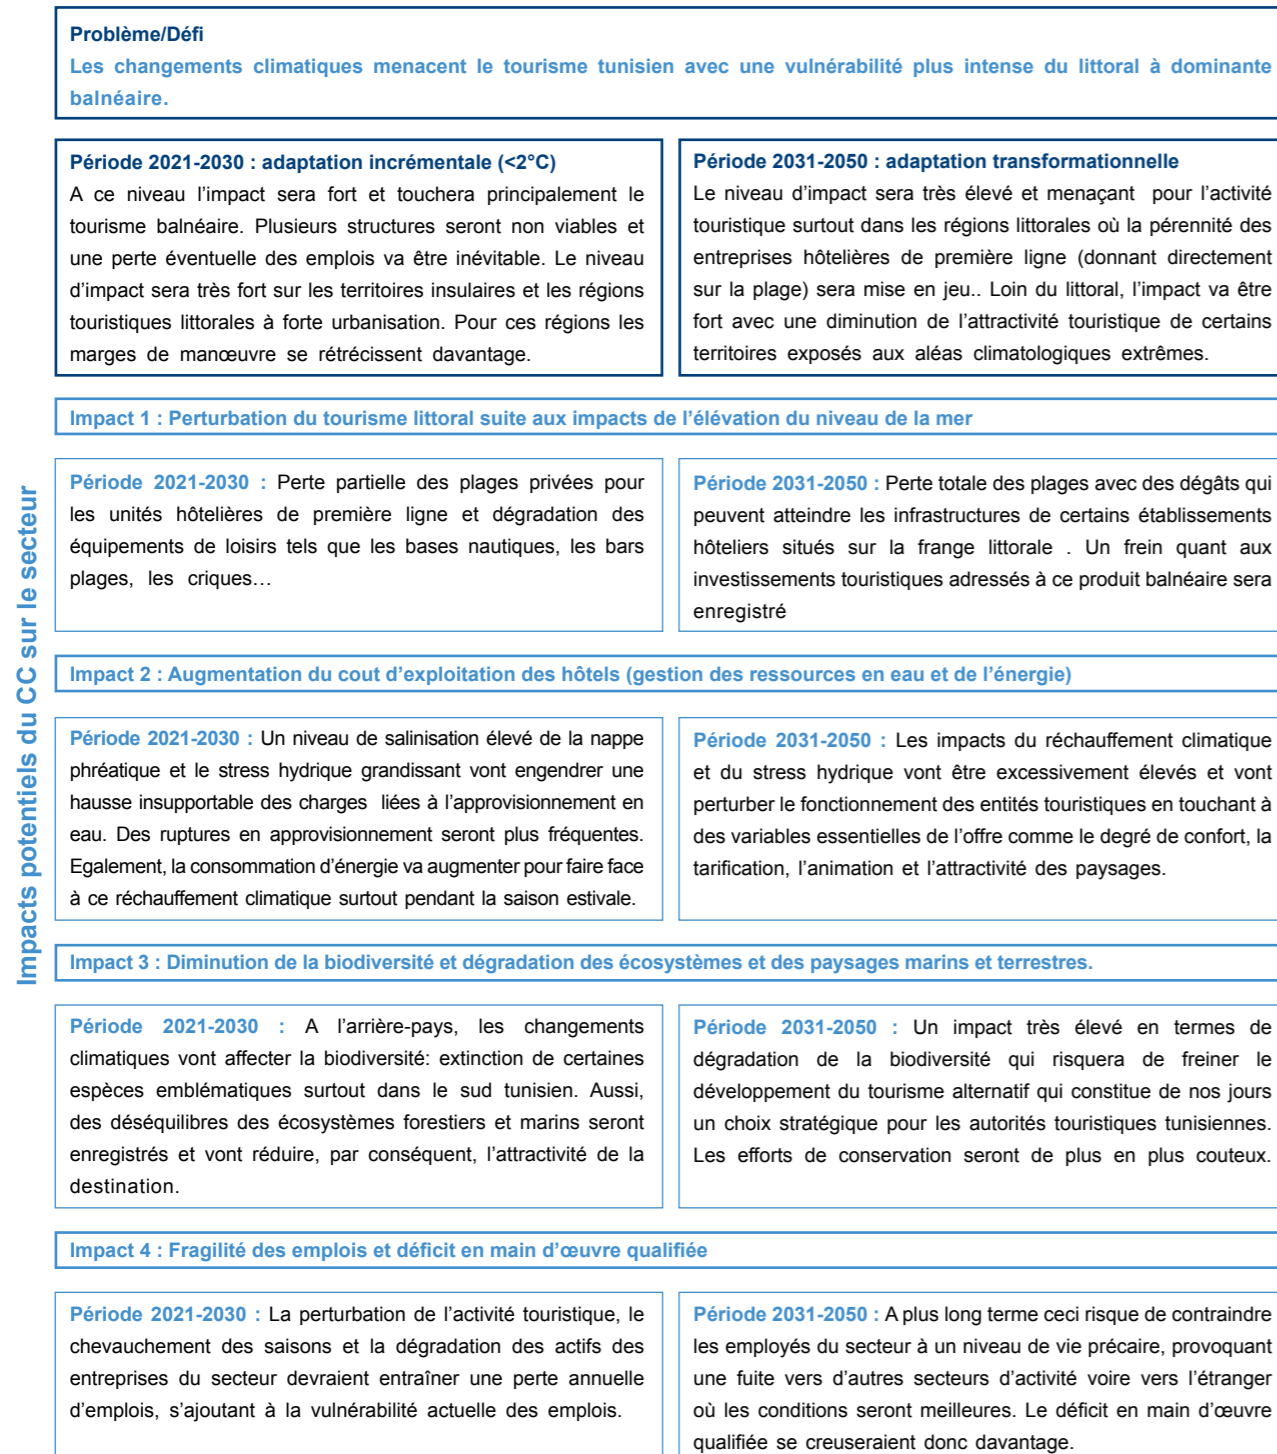 Problème/Défi
Les changements climatiques menacent le tourisme tunisien avec une vulnérabilité plus intense du littoral à dominante
balnéaire.
Période 2021-2030 : adaptation incrémentale (<2°C)
A ce niveau l’impact sera fort et touchera principalement le
tourisme balnéaire. Plusieurs structures seront non viables et
une perte éventuelle des emplois va être inévitable. Le niveau
d’impact sera très fort sur les territoires insulaires et les régions
touristiques littorales à forte urbanisation. Pour ces régions les
marges de manœuvre se rétrécissent davantage.
Période 2031-2050 : adaptation transformationnelle
Le niveau d’impact sera très élevé et menaçant pour l’activité
touristique surtout dans les régions littorales où la pérennité des
entreprises hôtelières de première ligne (donnant directement
sur la plage) sera mise en jeu.. Loin du littoral, l’impact va être
fort avec une diminution de l’attractivité touristique de certains
territoires exposés aux aléas climatologiques extrêmes.
Impacts potentiels du CC sur le secteur
Impact 1 : Perturbation du tourisme littoral suite aux impacts de l’élévation du niveau de la mer
Période 2021-2030 : Perte partielle des plages privées pour
les unités hôtelières de première ligne et dégradation des
équipements de loisirs tels que les bases nautiques, les bars
plages, les criques…
Période 2031-2050 : Perte totale des plages avec des dégâts qui
peuvent atteindre les infrastructures de certains établissements
hôteliers situés sur la frange littorale . Un frein quant aux
investissements touristiques adressés à ce produit balnéaire sera
enregistré
Impact 2 : Augmentation du cout d’exploitation des hôtels (gestion des ressources en eau et de l’énergie)
Période 2021-2030 : Un niveau de salinisation élevé de la nappe
phréatique et le stress hydrique grandissant vont engendrer une
hausse insupportable des charges liées à l’approvisionnement en
eau. Des ruptures en approvisionnement seront plus fréquentes.
Egalement, la consommation d’énergie va augmenter pour faire face
à ce réchauffement climatique surtout pendant la saison estivale.
Période 2031-2050 : Les impacts du réchauffement climatique
et du stress hydrique vont être excessivement élevés et vont
perturber le fonctionnement des entités touristiques en touchant à
des variables essentielles de l’offre comme le degré de confort, la
tarification, l’animation et l’attractivité des paysages.
Impact 3 : Diminution de la biodiversité et dégradation des écosystèmes et des paysages marins et terrestres.
Période 2021-2030 : A l’arrière-pays, les changements
climatiques vont affecter la biodiversité: extinction de certaines
espèces emblématiques surtout dans le sud tunisien. Aussi,
des déséquilibres des écosystèmes forestiers et marins seront
enregistrés et vont réduire, par conséquent, l’attractivité de la
destination.
Période 2031-2050 : Un impact très élevé en termes de
dégradation de la biodiversité qui risquera de freiner le
développement du tourisme alternatif qui constitue de nos jours
un choix stratégique pour les autorités touristiques tunisiennes.
Les efforts de conservation seront de plus en plus couteux.
Impact 4 : Fragilité des emplois et déficit en main d’œuvre qualifiée
Période 2021-2030 : La perturbation de l’activité touristique, le
chevauchement des saisons et la dégradation des actifs des
entreprises du secteur devraient entraîner une perte annuelle
d’emplois, s’ajoutant à la vulnérabilité actuelle des emplois.
Période 2031-2050 : A plus long terme ceci risque de contraindre
les employés du secteur à un niveau de vie précaire, provoquant
une fuite vers d’autres secteurs d’activité voire vers l’étranger
où les conditions seront meilleures. Le déficit en main d’œuvre
qualifiée se creuseraient donc davantage.